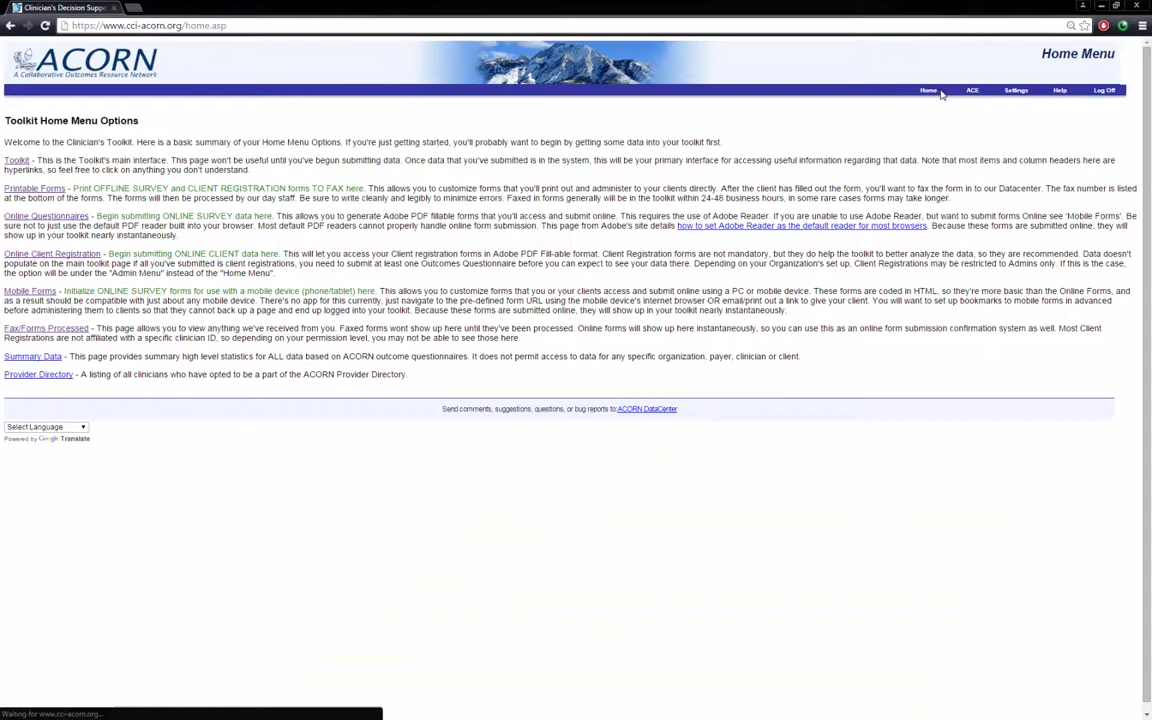 Clinician's Decision Suppo
https://www.cci-acorn.org/home.asp
ACORN
A Collaborative Outcomes Resource Network
Home Menu
Home ACE Settings Help Log Off
Toolkit Home Menu Options
Welcome to the Clinician's Toolkit. Here is a basic summary of your Home Menu Options. If you're just getting started, you'll probably want to begin by getting some data into your toolkit first.
Toolkit - This is the Toolkit's main interface. This page won't be useful until you've begun submitting data. Once data that you've submitted is in the system, this will be your primary interface for accessing useful information regarding that data. Note that most items and column headers here are
hyperlinks, so feel free to click on anything you don't understand.
Printable Forms - Print OFFLINE SURVEY and CLIENT REGISTRATION forms TO FAX here. This allows you to customize forms that you'll print out and administer to your clients directly. After the client has filled out the form, you'll want to fax the form in to our Datacenter. The fax number is listed
at the bottom of the forms. The forms will then be processed by our day staff. Be sure to write cleanly and legibly to minimize errors. Faxed in forms generally will be in the toolkit within 24-48 business hours, in some rare cases forms may take longer.
Online Questionnaires - Begin submitting ONLINE SURVEY data here. This allows you to generate Adobe PDF fillable forms that you'll access and submit online. This requires the use of Adobe Reader. If you are unable to use Adobe Reader, but want to submit forms Online see 'Mobile Forms'. Be
sure not to just use the default PDF reader built into your browser. Most default PDF readers cannot properly handle online form submission. This page from Adobe's site details how to set Adobe Reader as the default reader for most browsers. Because these forms are submitted online, they will
show up in your toolkit nearly instantaneously.
Online Client Registration - Begin submitting ONLINE CLIENT data here. This will let you access your Client registration forms in Adobe PDF Fill-able format. Client Registration forms are not mandatory, but they do help the toolkit to better analyze the data, so they are recommended. Data doesn't
populate on the main toolkit page if all you've submitted is client registrations, you need to submit at least one Outcomes Questionnaire before you can expect to see your data there. Depending on your Organization's set up, Client Registrations may be restricted to Admins only. If this is the case,
the option will be under the "Admin Menu" instead of the "Home Menu".
Mobile Forms - Initialize ONLINE SURVEY forms for use with a mobile device (phone/tablet) here. This allows you to customize forms that you or your clients access and submit online using a PC or mobile device. These forms are coded in HTML, so they're more basic than the Online Forms, and
as a result should be compatible with just about any mobile device. There's no app for this currently, just navigate to the pre-defined form URL using the mobile device's internet browser OR email/print out a link to give your client. You will want to set up bookmarks to mobile forms in advanced
before administering them to clients so that they cannot back up a page and end up logged into your toolkit. Because these forms are submitted online, they will show up in your toolkit nearly instantaneously.
Fax/Forms Processed - This page allows you to view anything we've received from you. Faxed forms wont show up here until they've been processed. Online forms will show up here instantaneously, so you can use this as an online form submission confirmation system as well. Most Client
Registrations are not affiliated with a specific clinician ID, so depending on your permission level, you may not be able to see those here.
Summary Data - This page provides summary high level statistics for ALL data based on ACORN outcome questionnaires. It does not permit access to data for any specific organization, payer, clinician or client.
Provider Directory - A listing of all clinicians who have opted to be a part of the ACORN Provider Directory.
Send comments, suggestions, questions, or bug reports to:ACORN DataCenter
Select Language
Powered by Google Translate
Waiting for www.cci-acorn.org...